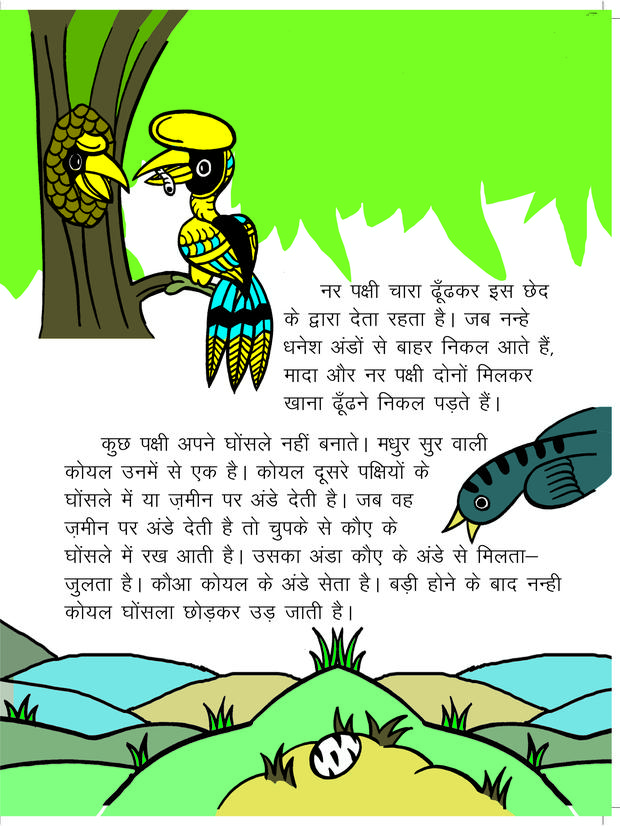 नर पक्षी चारा ढूँढकर इस छेद
के द्वारा देता रहता है। जब नन्हे
धनेश अंडों से बाहर निकल आते हैं,
मादा और नर पक्षी दोनों मिलकर
खाना ढूँढने निकल पड़ते हैं।
कुछ पक्षी अपने घोंसले नहीं बनाते। मधुर सुर वाली
कोयल उनमें से एक है। कोयल दूसरे पक्षियों के
घोंसले में या ज़मीन पर अंडे देती है। जब वह
ज़मीन पर अंडे देती है तो चुपके से कौए के
घोंसले में रख आती है। उसका अंडा कौए के अंडे से मिलता–
जुलता है। कौआ कोयल के अंडे सेता है। बड़ी होने के बाद नन्ही
कोयल घोंसला छोड़कर उड़ जाती है।